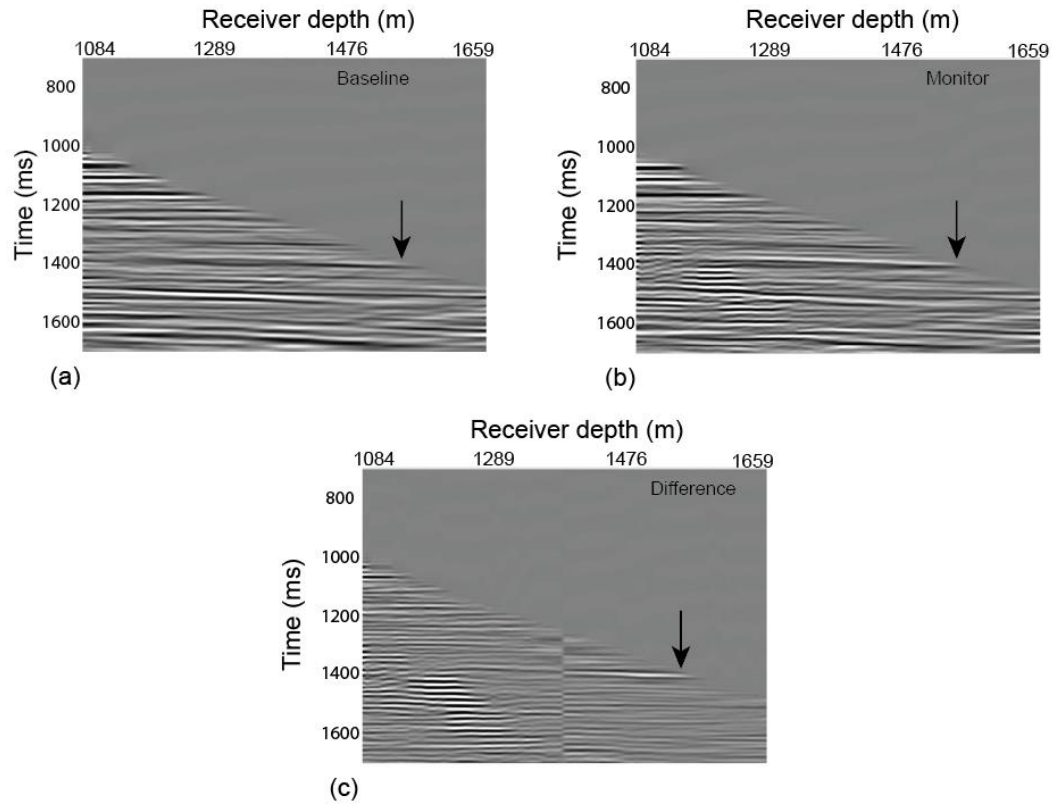 Receiver depth (m)
1084 1289 1476 1659
Baseline
800
1000
1200
1400
1600
Time (ms)
(a)
Receiver depth (m)
1084 1289 1476 1659
Monitor
800
1000
1200
1400
1600
Time (ms)
(b)
Receiver depth (m)
1084 1289 1476 1659
Difference
800
1000
1200
1400
1600
Time (ms)
(c)